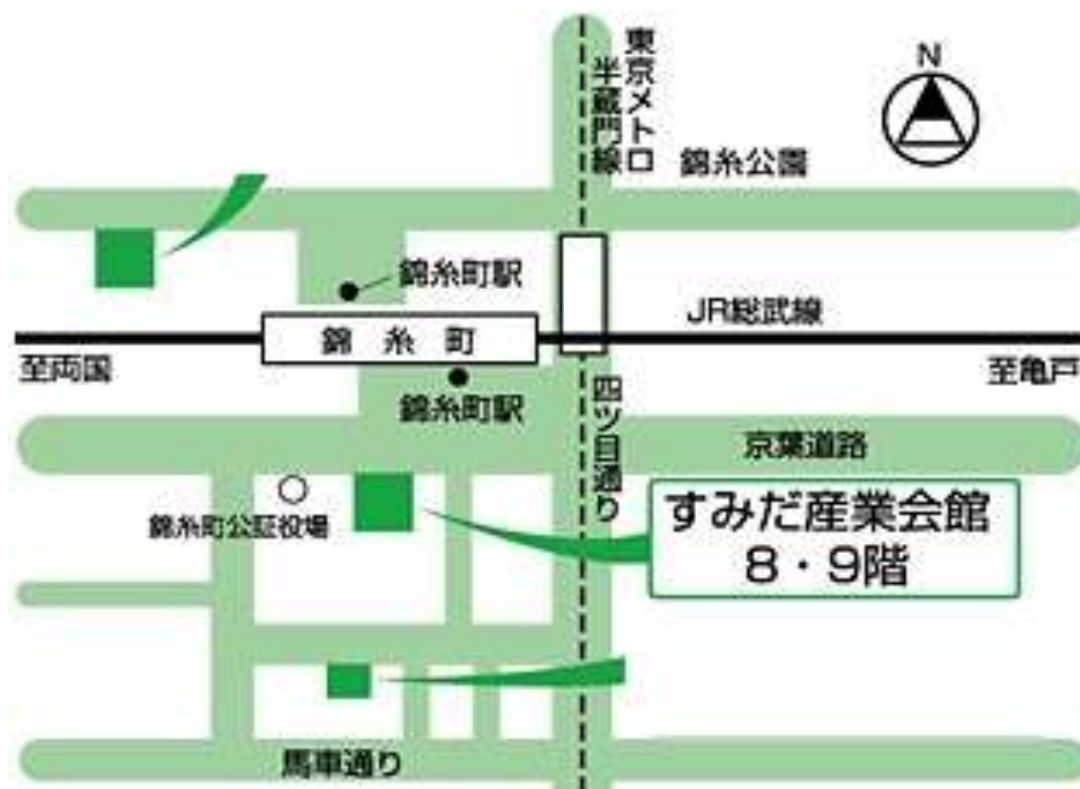 N
東京メトロ
半蔵門線
錦糸公園
錦糸町駅
JR総武線
錦糸町
至両国
至亀戸
錦糸町駅
四ツ目通り
京葉道路
錦糸町公証役場
すみだ産業会館
8・9階
馬車通り